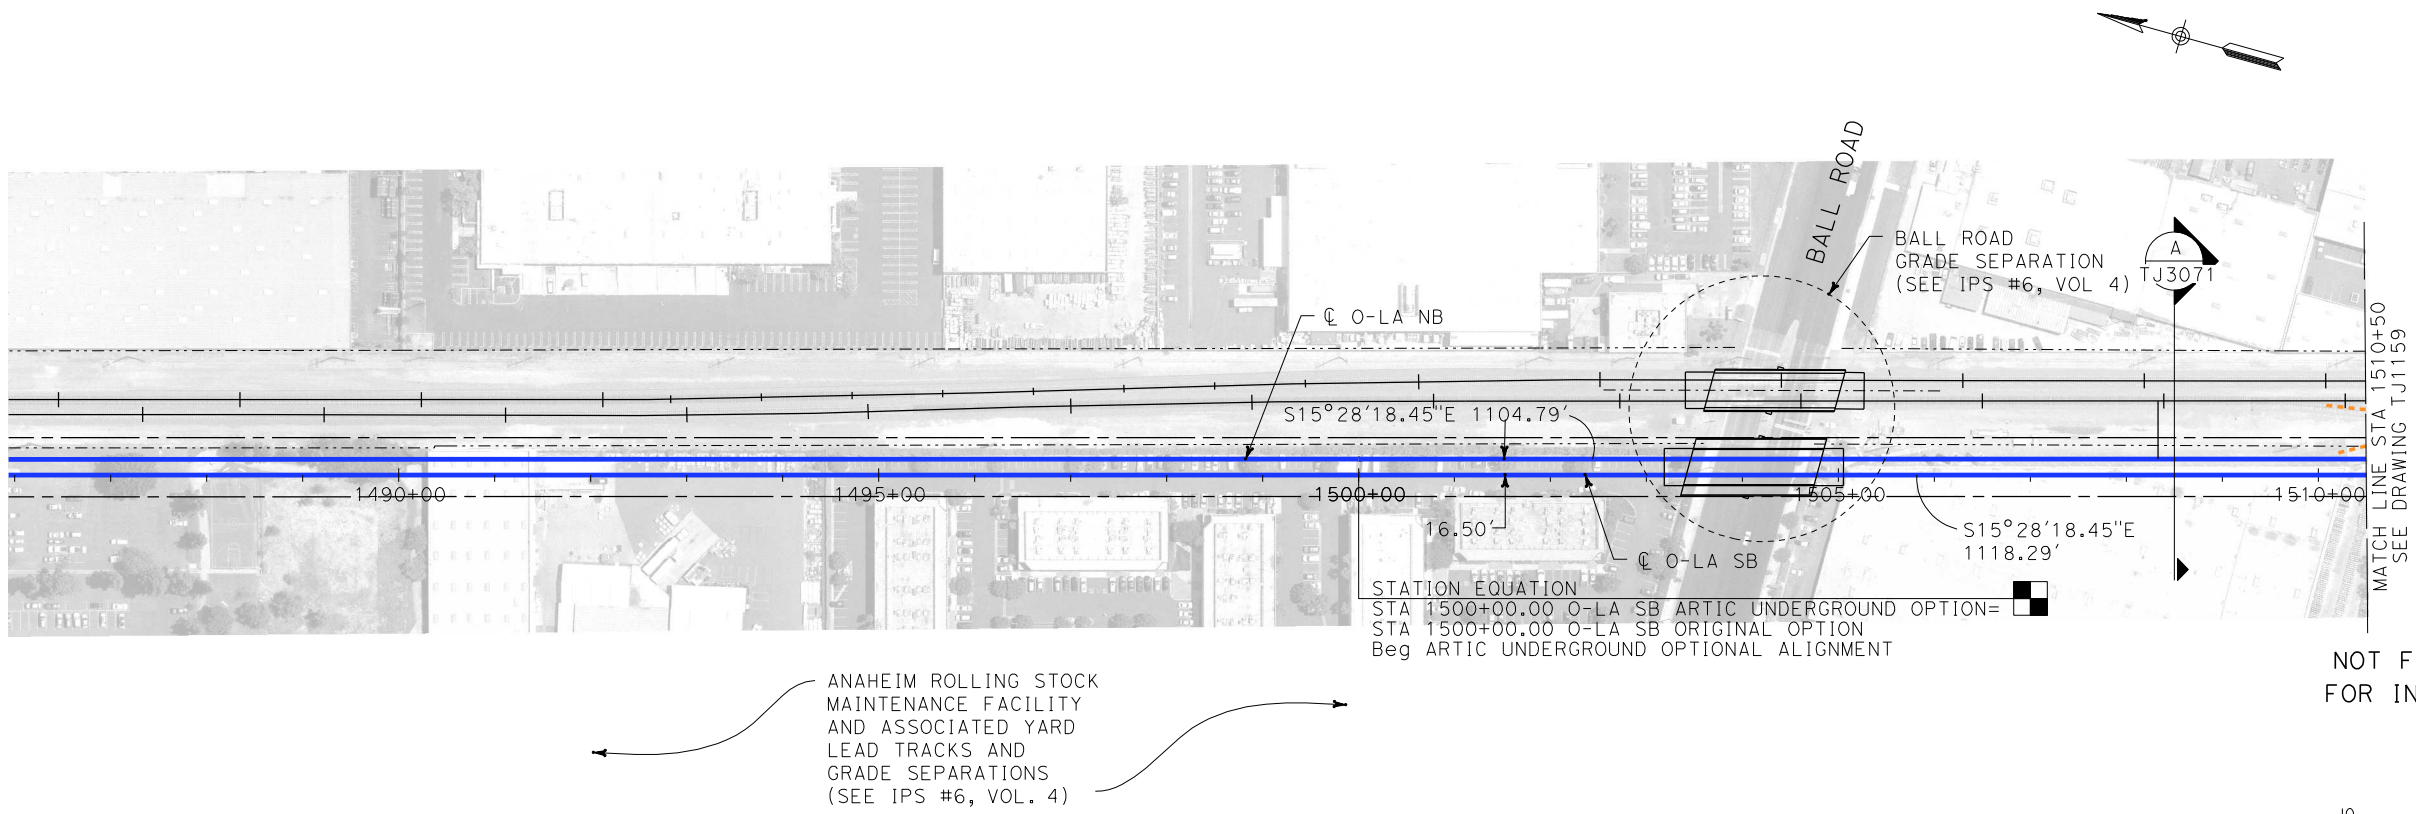 BALL ROAD
BALL ROAD
GRADE SEPARATION
(SEE IPS #6, VOL 4)
A
TJ3071
℄ O-LA NB
S15°28'18.45"E 1104.79'
1490+00
1495+00
1500+00
1505+00
1510+00
16.50'
℄ O-LA SB
S15°28'18.45"E
1118.29'
STATION EQUATION
STA 1500+00.00 O-LA SB ARTIC UNDERGROUND OPTION=
STA 1500+00.00 O-LA SB ORIGINAL OPTION
Beg ARTIC UNDERGROUND OPTIONAL ALIGNMENT
MATCH LINE STA 1510+50
SEE DRAWING TJ1159
NOT F
FOR IN
ANAHEIM ROLLING STOCK
MAINTENANCE FACILITY
AND ASSOCIATED YARD
LEAD TRACKS AND
GRADE SEPARATIONS
(SEE IPS #6, VOL. 4)